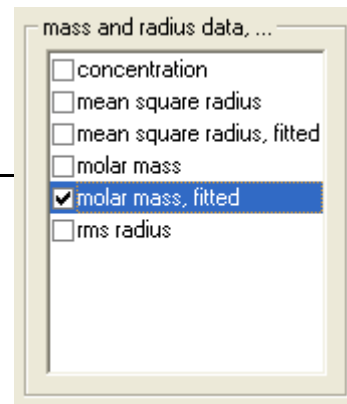 mass and radius data, ...
concentration
mean square radius
mean square radius, fitted
molar mass
molar mass, fitted
rms radius